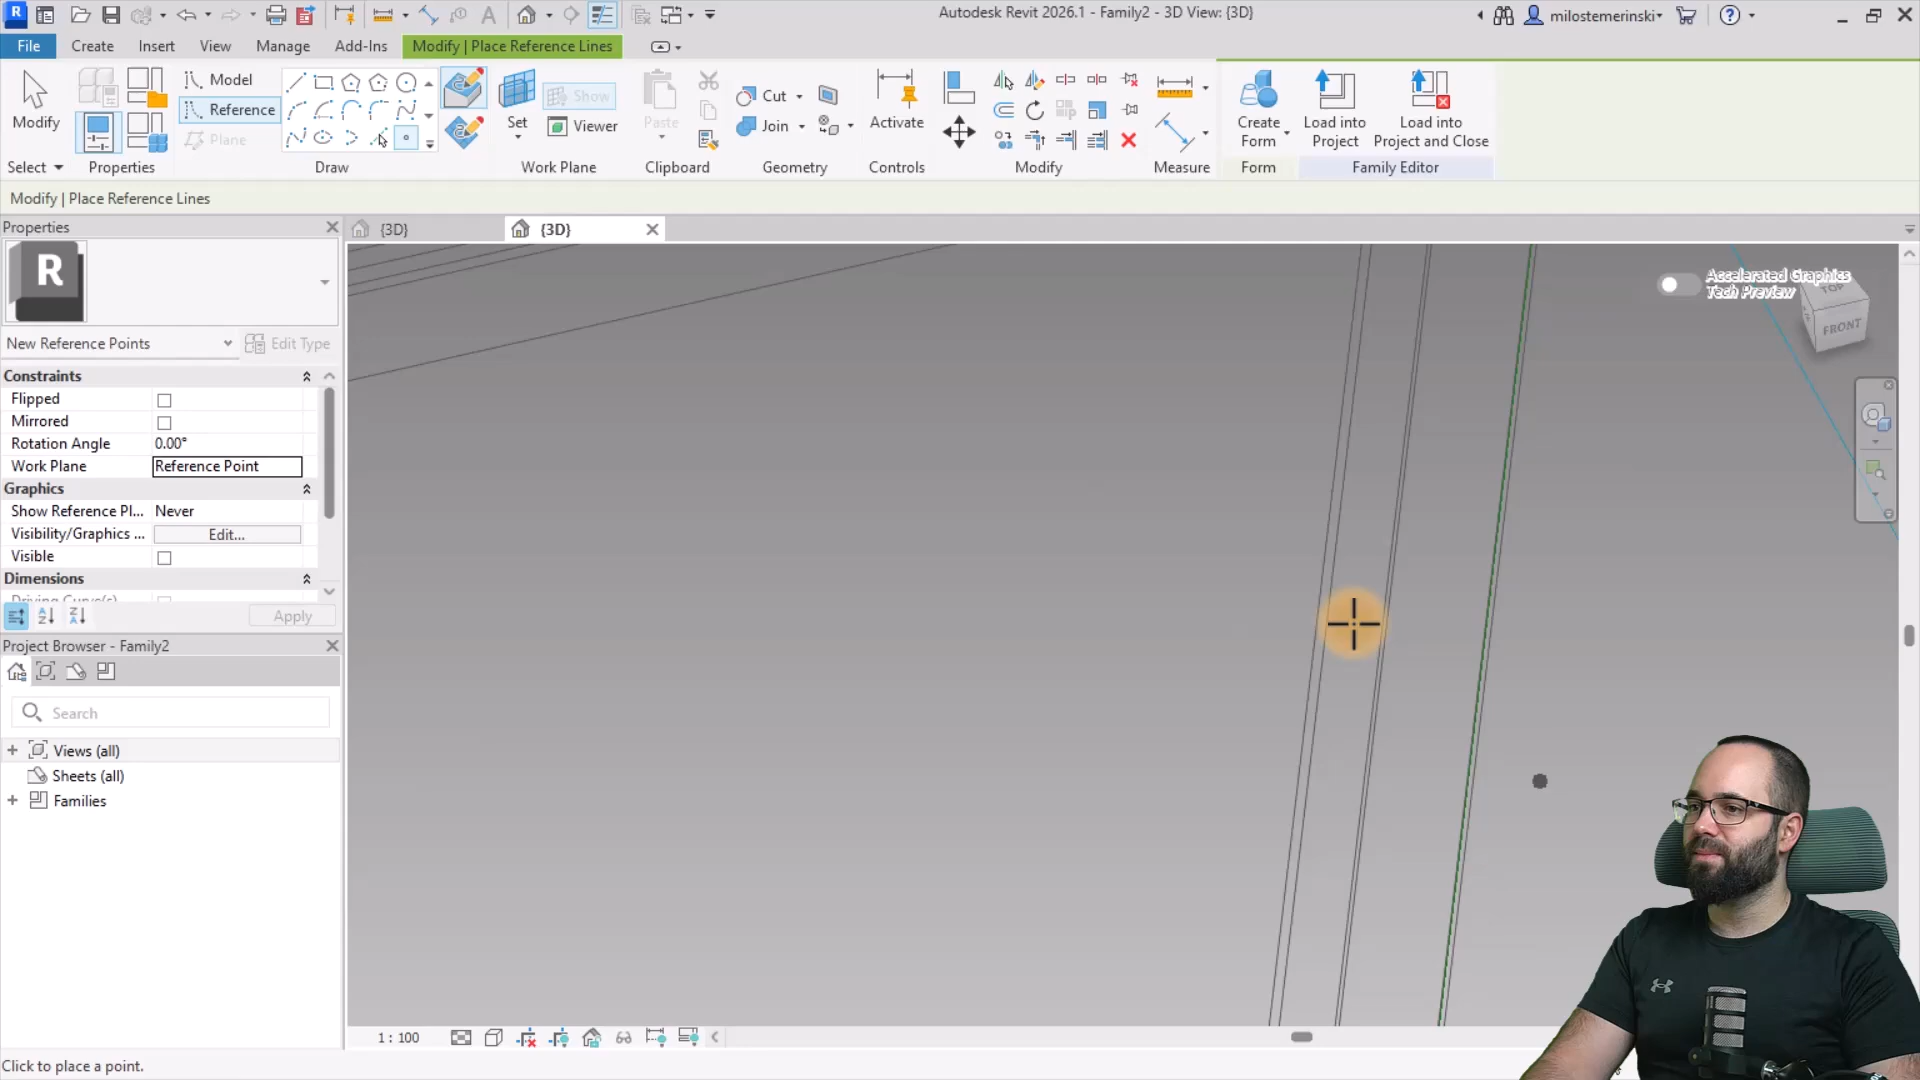 Autodesk Revit 2026.1 - Family2 - 3D View: {3D}
milostemerinski
File
Create
Insert
View
Manage
Add-Ins
Modify | Place Reference Lines
Modify
Select
Properties
Model
Reference
Plane
Draw
Set
Show
Viewer
Work Plane
Paste
Clipboard
Cut
Join
Geometry
Activate
Controls
Modify
Measure
Create
Form
Form
Load into
Project
Load into
Project and Close
Family Editor
Modify | Place Reference Lines
Properties
{3D}
{3D}
R
New Reference Points
Edit Type
Constraints
Flipped
Mirrored
Rotation Angle
0.00°
Work Plane
Reference Point
Graphics
Show Reference Pl...
Never
Visibility/Graphics ...
Edit...
Visible
Dimensions
Driving Curve(s)
Apply
Accelerated Graphics
Tech Preview
TOP
FRONT
Project Browser - Family2
Search
Views (all)
Sheets (all)
Families
1 : 100
Click to place a point.